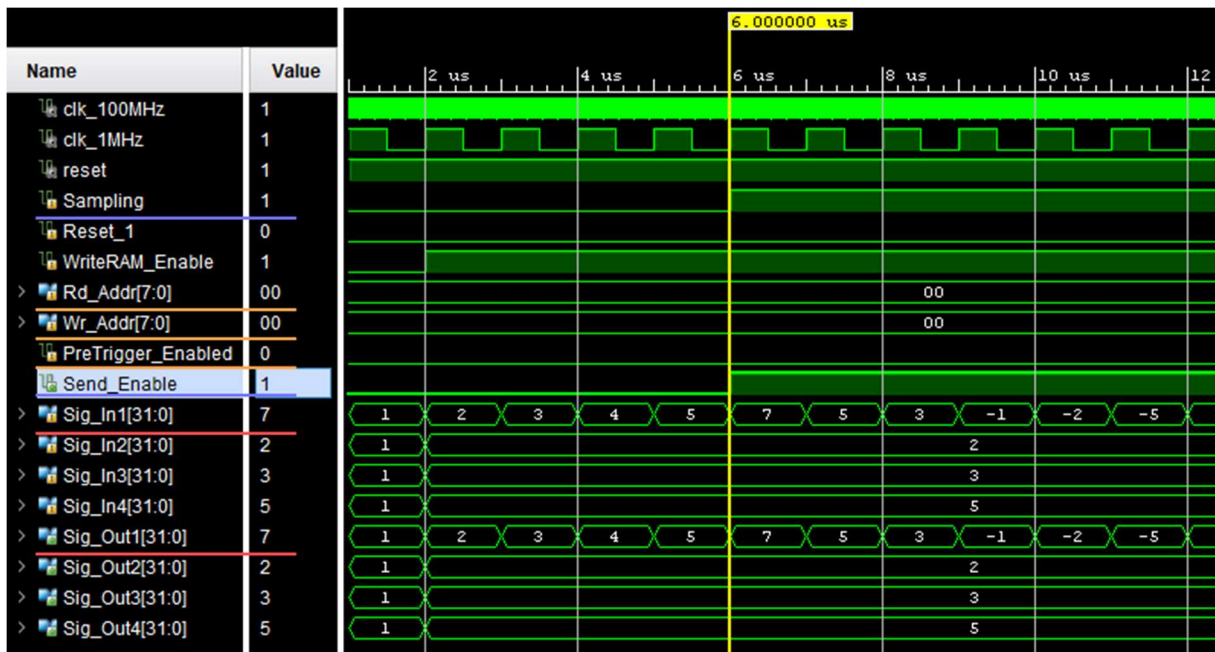 6.000000 us
Name Value
2 us 4 us 6 us 8 us 10 us 12
clk_100MHz 1
clk_1MHz 1
reset 1
Sampling 1
Reset_1 0
WriteRAM_Enable 1
> Rd_Addr[7:0] 00 00
> Wr_Addr[7:0] 00 00
PreTrigger_Enabled 0
Send_Enable 1
> Sig_In1[31:0] 7 1 2 3 4 5 7 5 3 -1 -2 -5
> Sig_In2[31:0] 2 1 2
> Sig_In3[31:0] 3 1 3
> Sig_In4[31:0] 5 1 5
> Sig_Out1[31:0] 7 1 2 3 4 5 7 5 3 -1 -2 -5
> Sig_Out2[31:0] 2 1 2
> Sig_Out3[31:0] 3 1 3
> Sig_Out4[31:0] 5 1 5